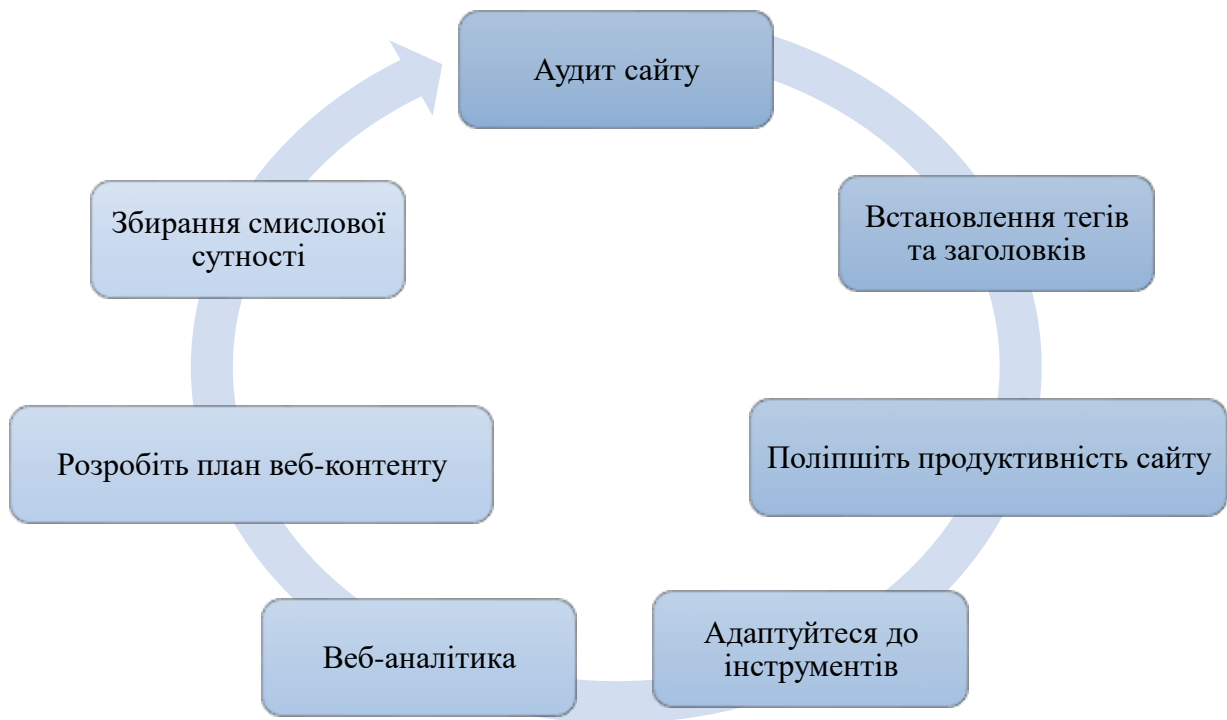 Аудит сайту
Встановлення тегів
та заголовків
Поліпшіть продуктивність сайту
Адаптуйтеся до
інструментів
Веб-аналітика
Розробіть план веб-контенту
Збирання смислової
сутності